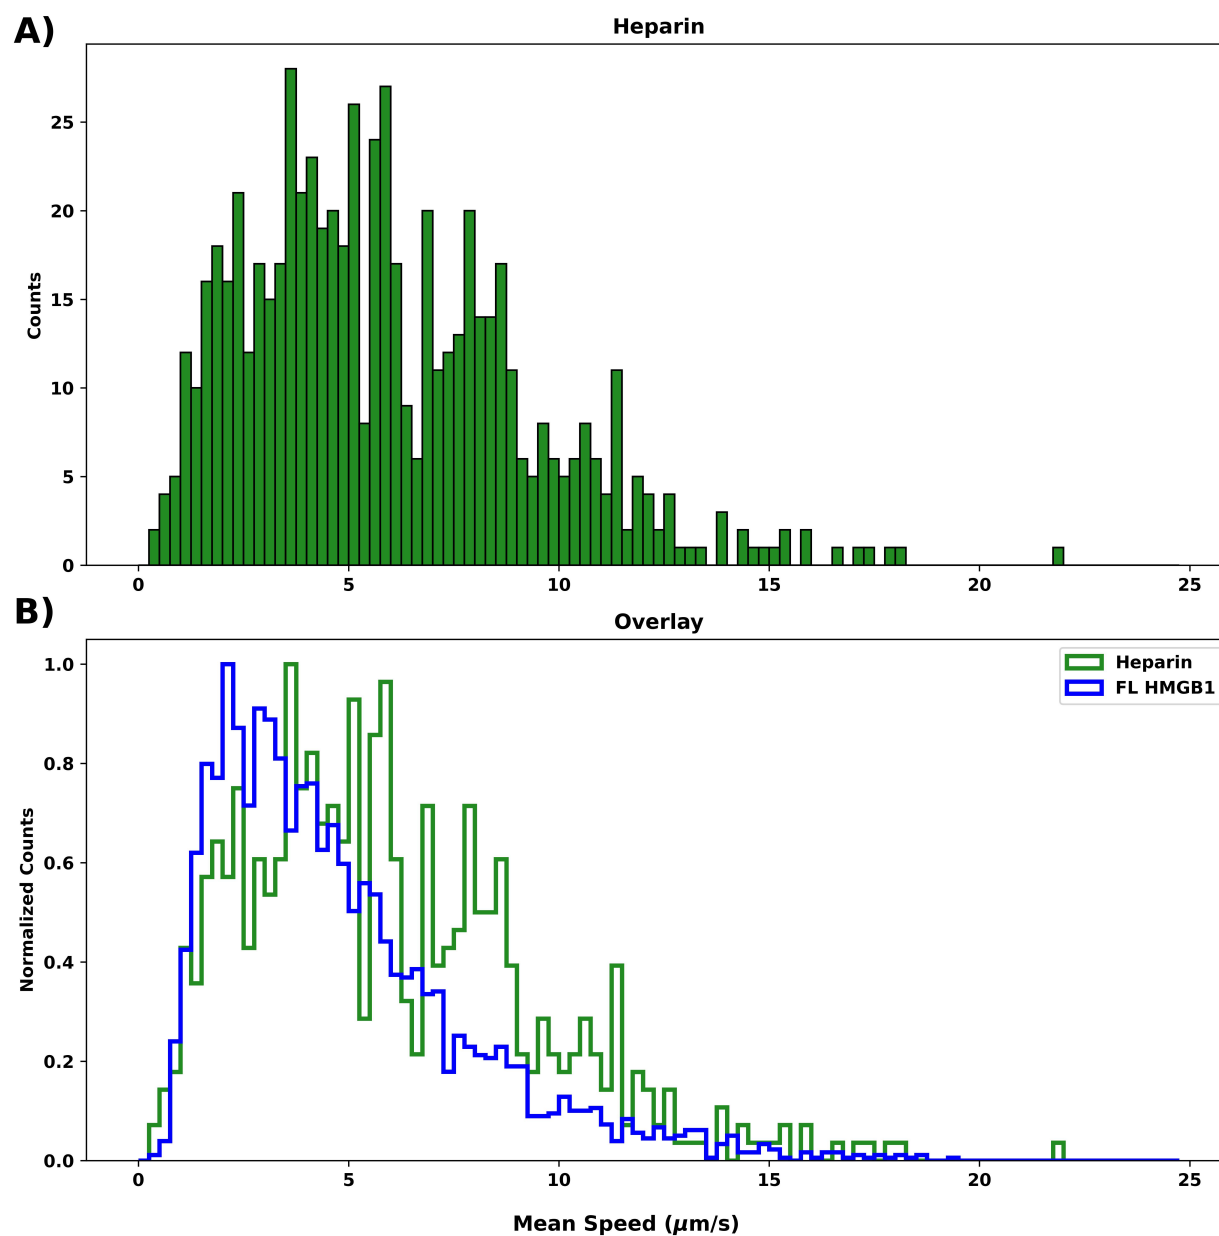 A)
Heparin
Counts
25
20
15
10
5
0
0 5 10 15 20 25
B)
Overlay
Normalized Counts
1.0
0.8
0.6
0.4
0.2
0.0
Heparin
FL HMGB1
0 5 10 15 20 25
Mean Speed (μm/s)